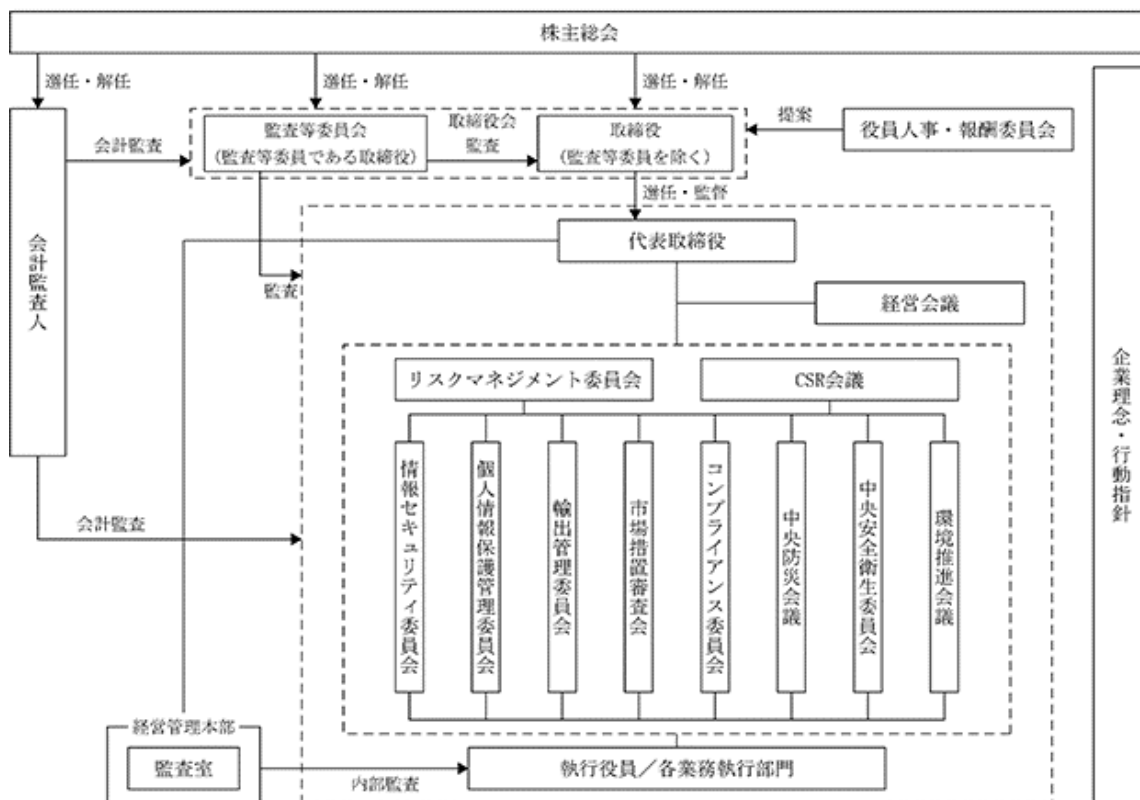 株主総会
選任・解任
選任・解任
選任・解任
監査等委員会
（監査等委員である取締役）
取締役会
監査
取締役
（監査等委員を除く）
提案
役員人事・報酬委員会
会計監査
会計監査人
選任・監督
代表取締役
監査
経営会議
企業理念・行動指針
リスクマネジメント委員会
CSR会議
情報セキュリティ委員会
個人情報保護管理委員会
輸出管理委員会
市場措置審査会
コンプライアンス委員会
中央防災会議
中央安全衛生委員会
環境推進会議
会計監査
経営管理本部
監査室
内部監査
執行役員／各業務執行部門